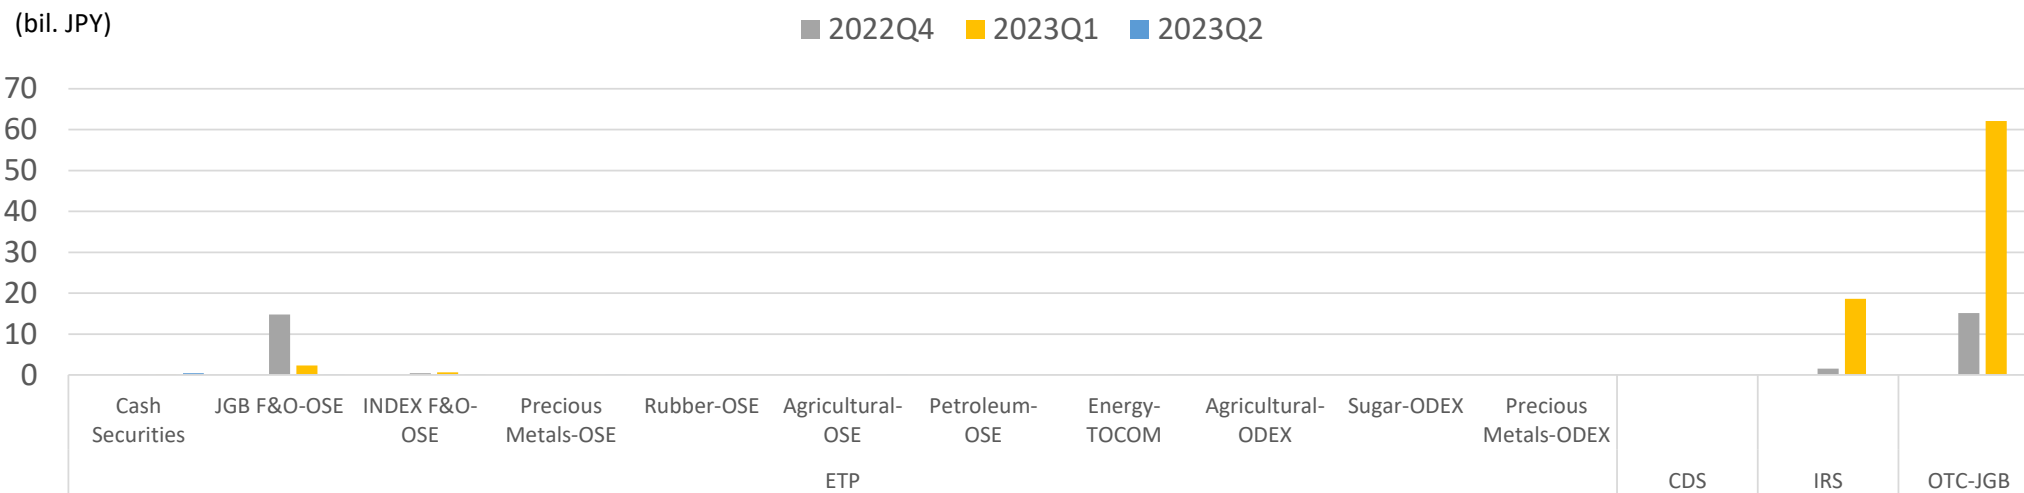 (bil. JPY)
2022Q4 2023Q1 2023Q2
70
60
50
40
30
20
10
0
Cash Securities
JGB F&O-OSE
INDEX F&O-OSE
Precious Metals-OSE
Rubber-OSE
Agricultural-OSE
Petroleum-OSE
Energy-TOCOM
Agricultural-ODEX
Sugar-ODEX
Precious Metals-ODEX
ETP
CDS
IRS
OTC-JGB